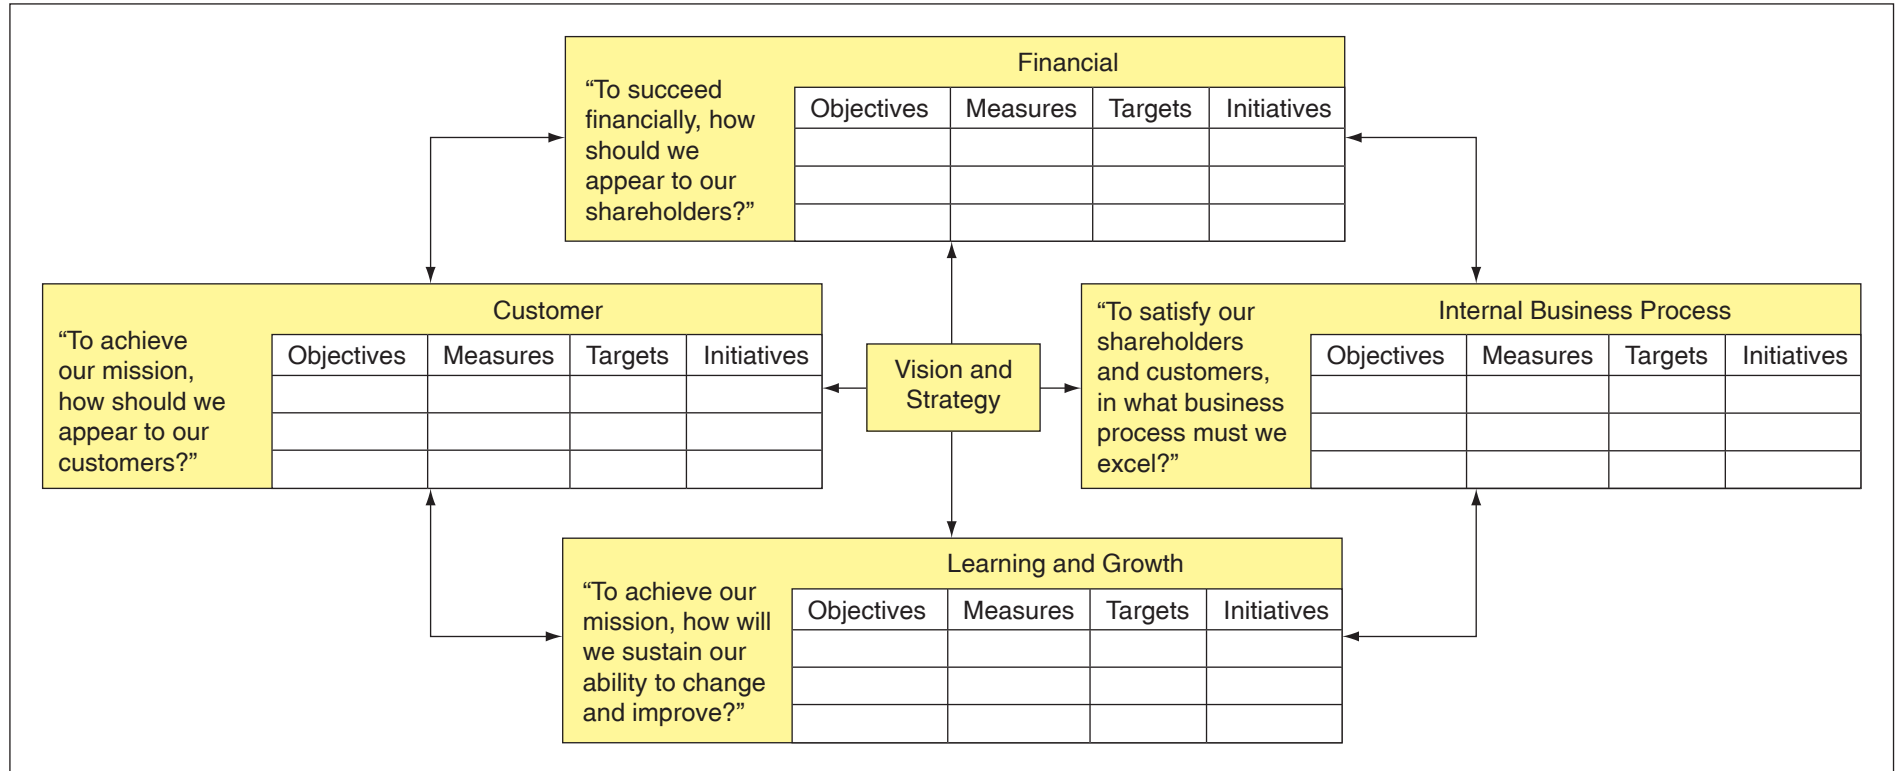 Financial
“To succeed
financially, how
should we
appear to our
shareholders?”
Objectives Measures Targets Initiatives
Customer
“To achieve
our mission,
how should we
appear to our
customers?”
Objectives Measures Targets Initiatives
Vision and
Strategy
Internal Business Process
“To satisfy our
shareholders
and customers,
in what business
process must we
excel?”
Objectives Measures Targets Initiatives
Learning and Growth
“To achieve our
mission, how will
we sustain our
ability to change
and improve?”
Objectives Measures Targets Initiatives